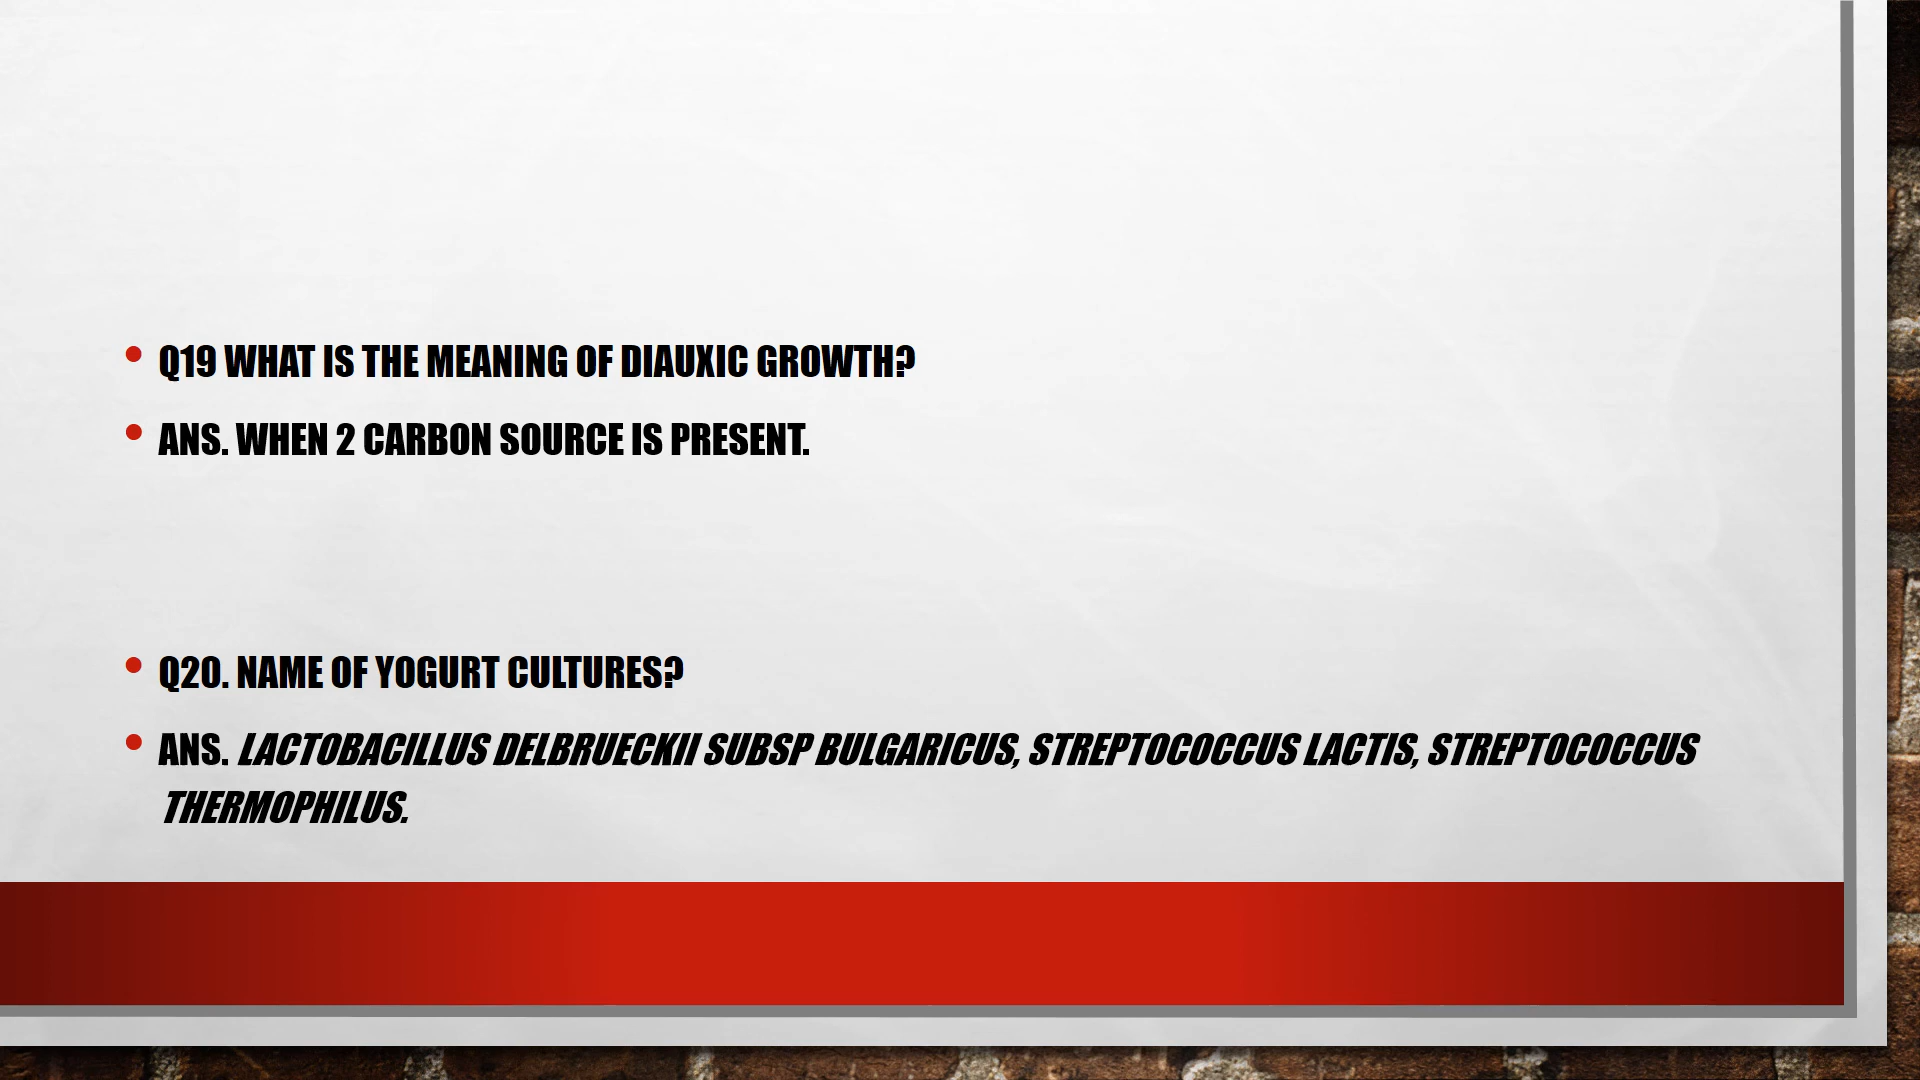 Q19 WHAT IS THE MEANING OF DIAUXIC GROWTH?
ANS. WHEN 2 CARBON SOURCE IS PRESENT.
Q20. NAME OF YOGURT CULTURES?
ANS. LACTOBACILLUS DELBRUECKII SUBSP BULGARICUS, STREPTOCOCCUS LACTIS, STREPTOCOCCUS
THERMOPHILUS.